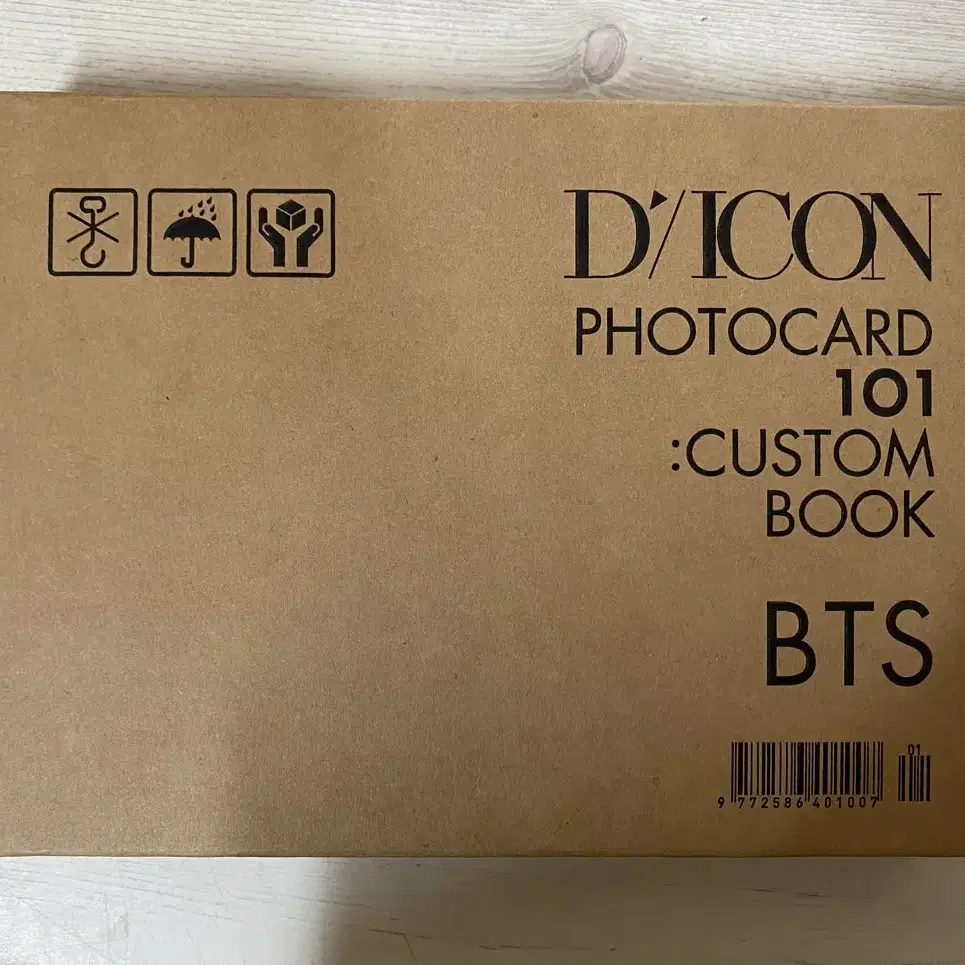 D'/ICON
PHOTOCARD
101
:CUSTOM
BOOK
BTS
01
9 772586 401007